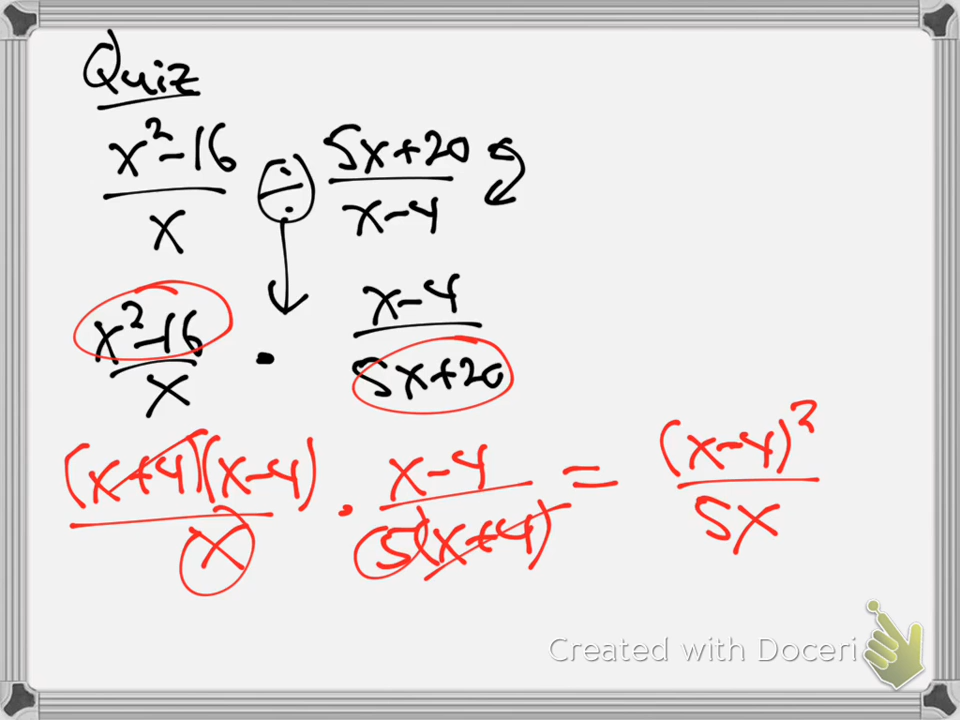 Quiz
x²-16 / x ÷ 5x+20 / x-4
x²-16 / x · x-4 / 5x+20
(x+4)(x-4) / x · x-4 / 5(x+4) = (x-4)² / 5x
Created with Doceri